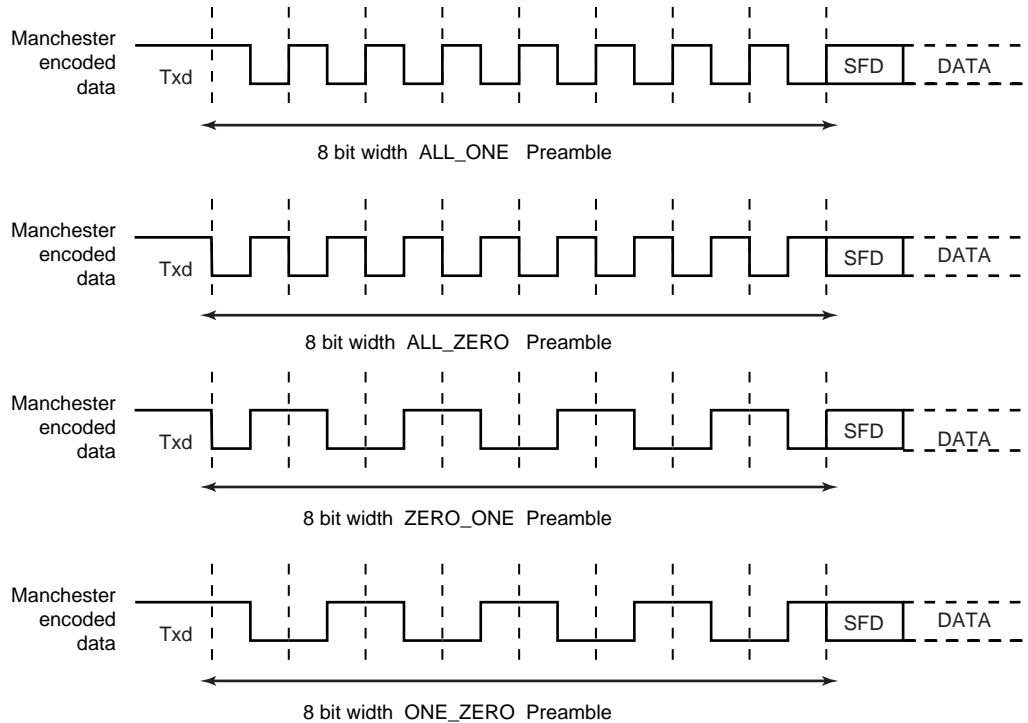 Manchester
encoded
data
Txd
SFD
DATA
8 bit width ALL_ONE Preamble
Manchester
encoded
data
Txd
SFD
DATA
8 bit width ALL_ZERO Preamble
Manchester
encoded
data
Txd
SFD
DATA
8 bit width ZERO_ONE Preamble
Manchester
encoded
data
Txd
SFD
DATA
8 bit width ONE_ZERO Preamble